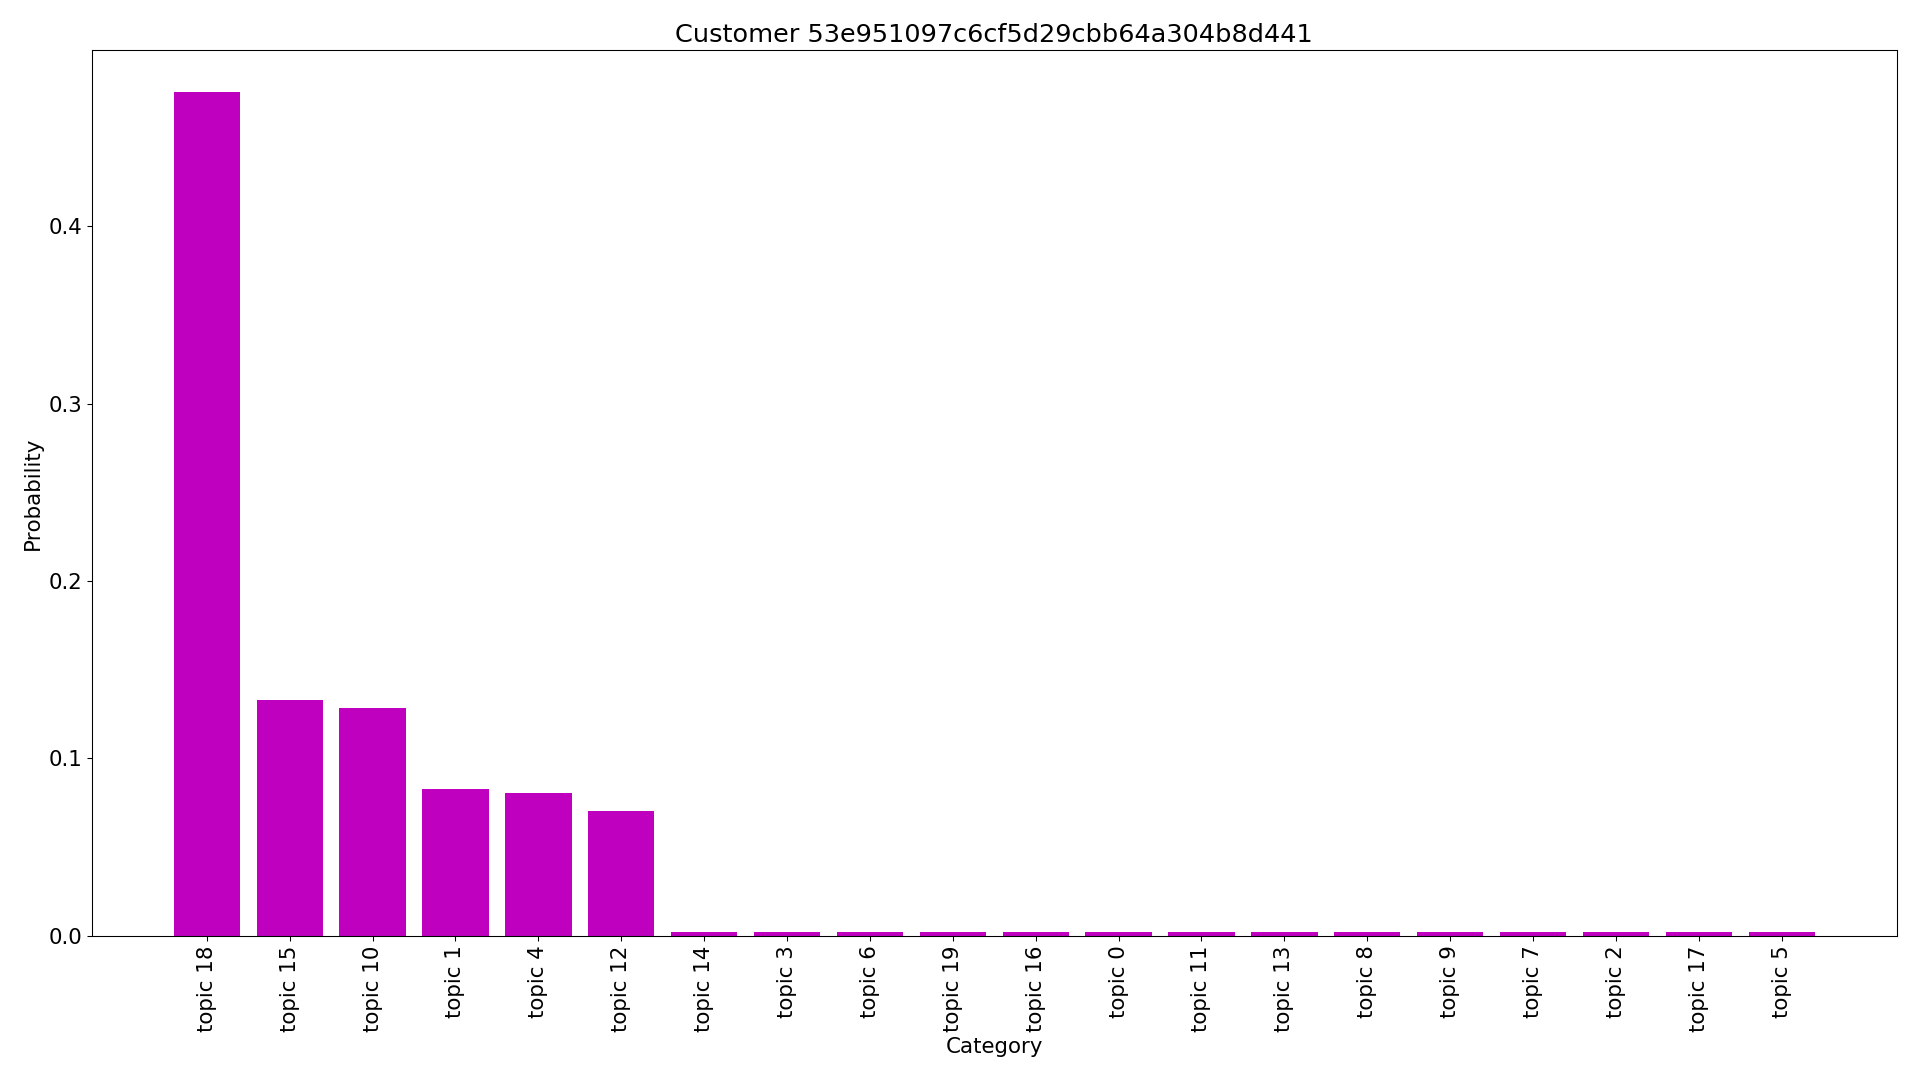 Customer 53e951097c6cf5d29cbb64a304b8d441
Probability
0.4
0.3
0.2
0.1
0.0
topic 18
topic 15
topic 10
topic 1
topic 4
topic 12
topic 14
topic 3
topic 6
topic 19
topic 16
topic 0
topic 11
topic 13
topic 8
topic 9
topic 7
topic 2
topic 17
topic 5
Category